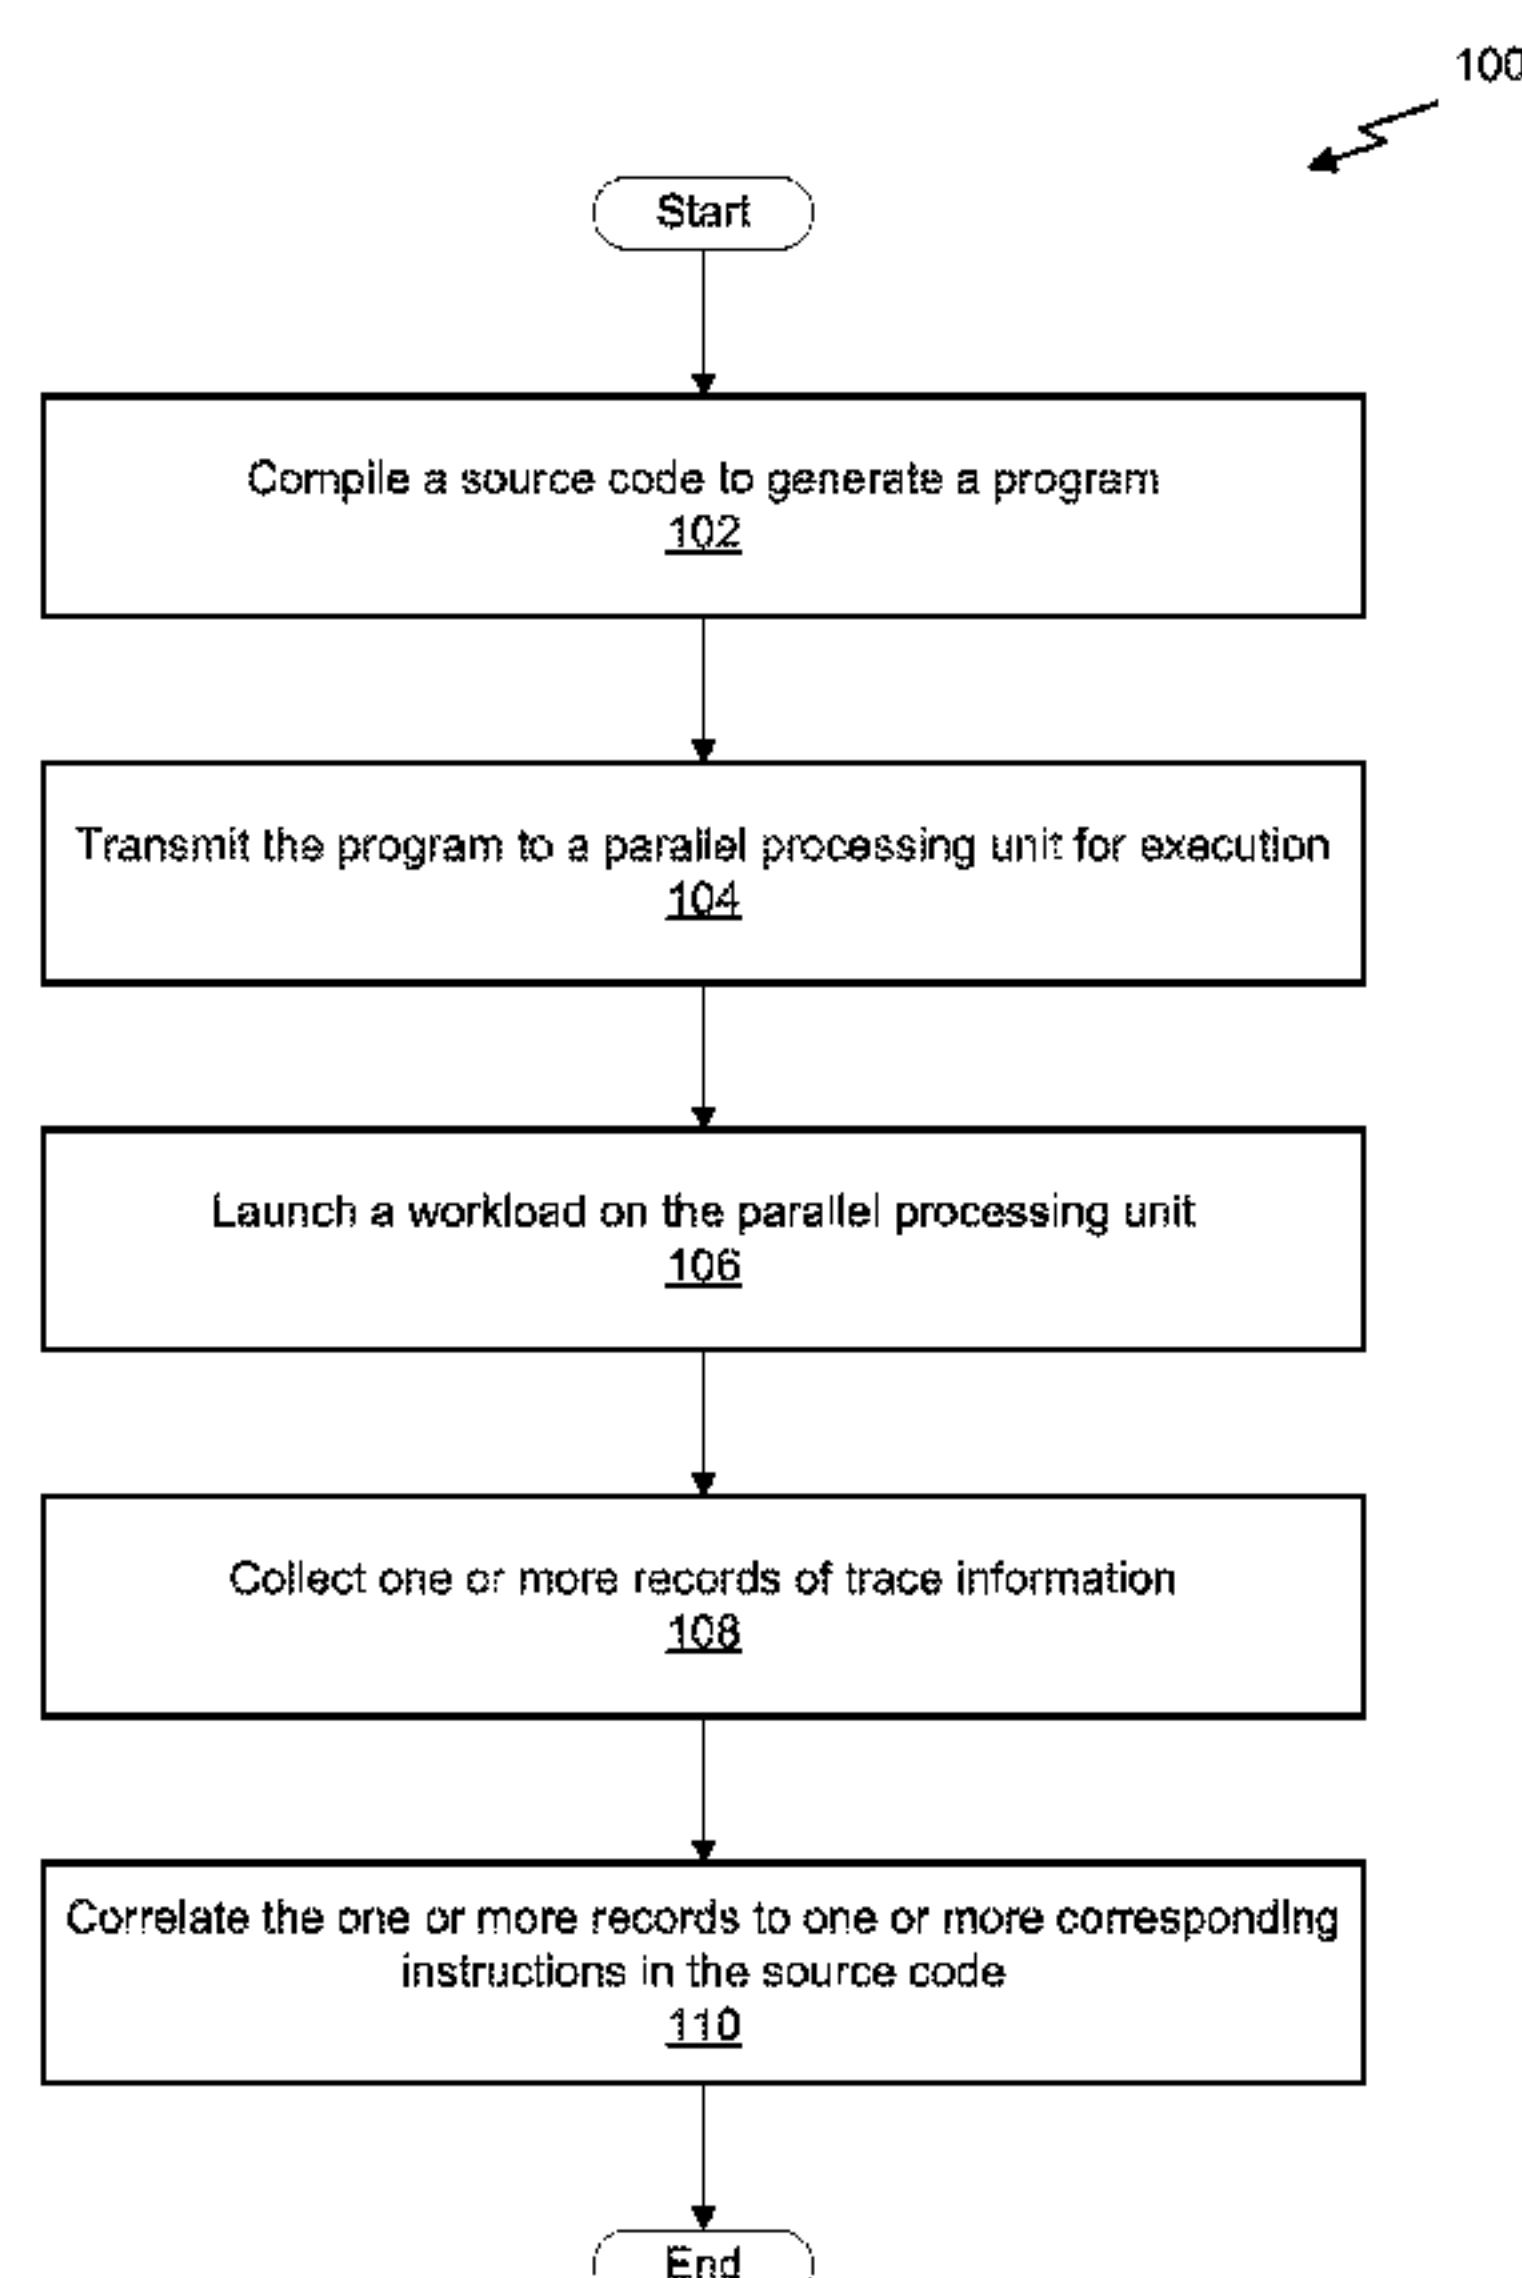 100
Start
Compile a source code to generate a program
102
Transmit the program to a parallel processing unit for execution
104
Launch a workload on the parallel processing unit
106
Collect one or more records of trace information
108
Correlate the one or more records to one or more corresponding
instructions in the source code
110
End